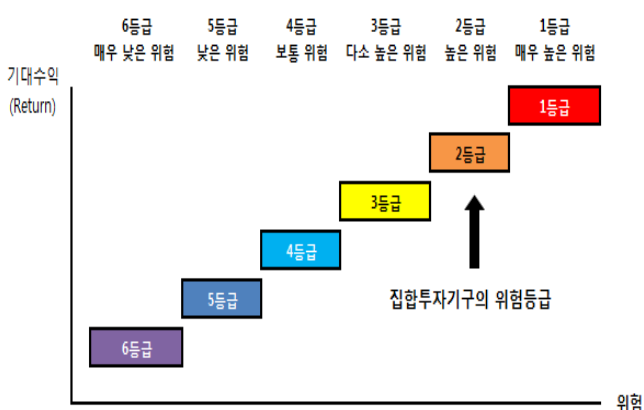 6등급 5등급 4등급 3등급 2등급 1등급
매우 낮은 위험 낮은 위험 보통 위험 다소 높은 위험 높은 위험 매우 높은 위험
기대수익
(Return)
1등급
2등급
3등급
4등급
5등급
6등급
집합투자기구의 위험등급
위험